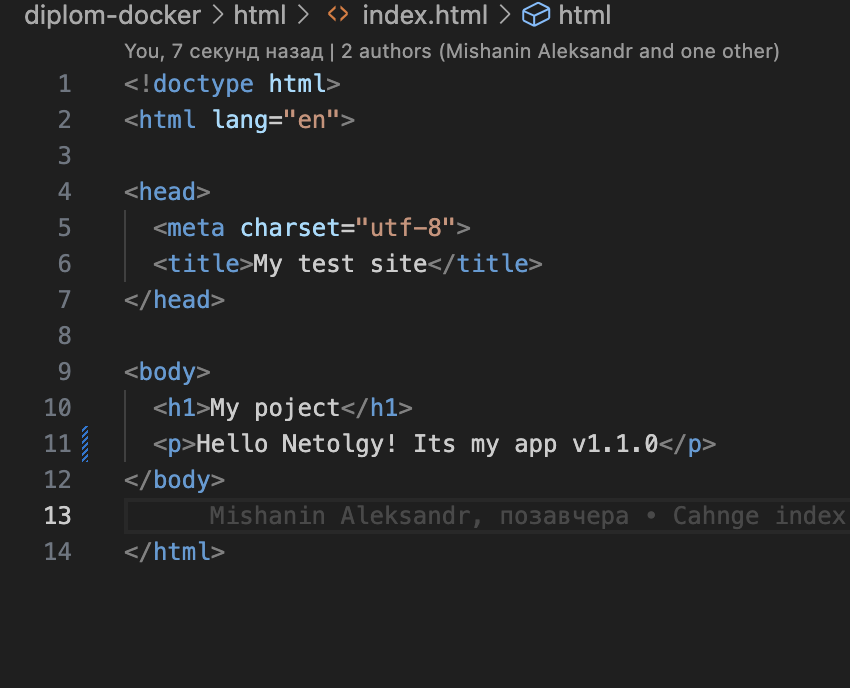 diplom-docker > html > <> index.html > html
You, 7 секунд назад | 2 authors (Mishanin Aleksandr and one other)
1 <!doctype html>
2 <html lang="en">
3
4 <head>
5 <meta charset="utf-8">
6 <title>My test site</title>
7 </head>
8
9 <body>
10 <h1>My poject</h1>
11 <p>Hello Netolgy! Its my app v1.1.0</p>
12 </body>
13 Mishanin Aleksandr, позавчера • Cahnge index
14 </html>